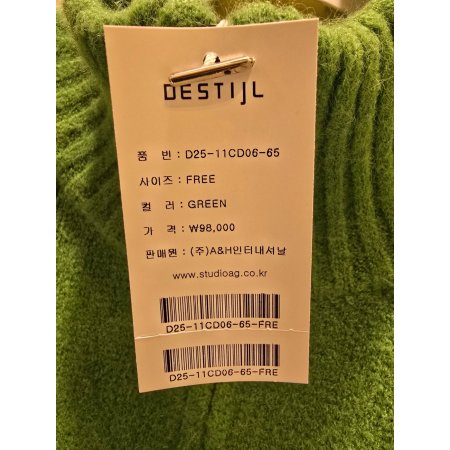 DESTIJL
품 번 : D25-11CD06-65
사이즈 : FREE
컬 러 : GREEN
가 격 : ₩98,000
판매원 : (주)A&H인터내셔날
www.studioag.co.kr
D25-11CD06-65-FRE
D25-11CD06-65-FRE